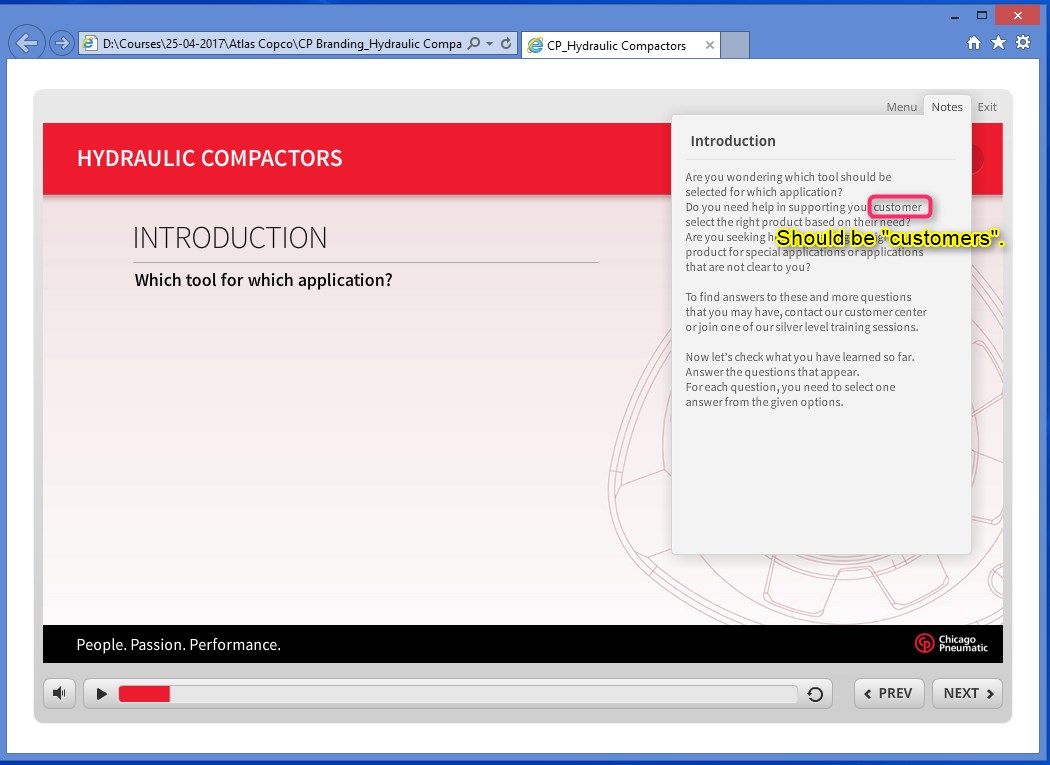 D:\Courses\25-04-2017\Atlas Copco\CP Branding_Hydraulic Compa
CP_Hydraulic Compactors
Menu Notes Exit
HYDRAULIC COMPACTORS
INTRODUCTION
Which tool for which application?
Introduction
Are you wondering which tool should be
selected for which application?
Do you need help in supporting your customer
select the right product based on their need?
Should be "customers".
Are you seeking
product for special applications or applications
that are not clear to you?
To find answers to these and more questions
that you may have, contact our customer center
or join one of our silver level training sessions.
Now let's check what you have learned so far.
Answer the questions that appear.
For each question, you need to select one
answer from the given options.
People. Passion. Performance.
CP Chicago
Pneumatic
PREV NEXT